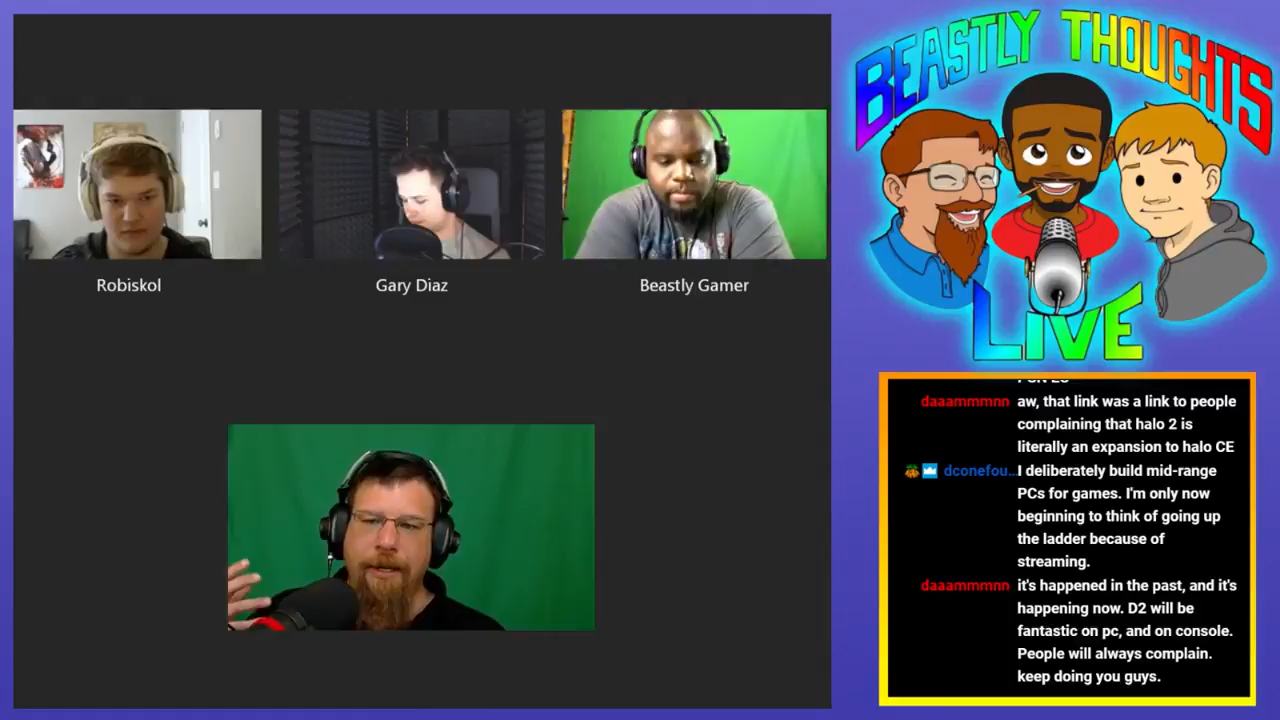 BEASTLY THOUGHTS
LIVE
Robiskol
Gary Diaz
Beastly Gamer
daaammmnn aw, that link was a link to people
complaining that halo 2 is
literally an expansion to halo CE
dconefou... I deliberately build mid-range
PCs for games. I'm only now
beginning to think of going up
the ladder because of
streaming.
daaammmnn it's happened in the past, and it's
happening now. D2 will be
fantastic on pc, and on console.
People will always complain.
keep doing you guys.